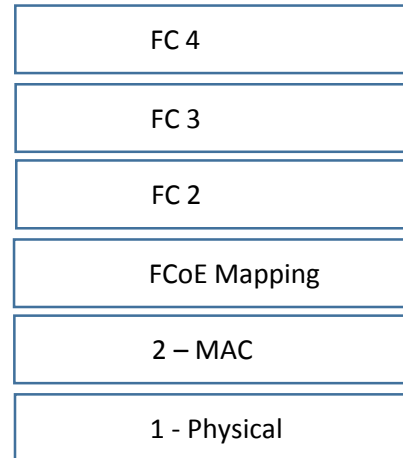 FC 4
FC 3
FC 2
FCoE Mapping
2 – MAC
1 - Physical